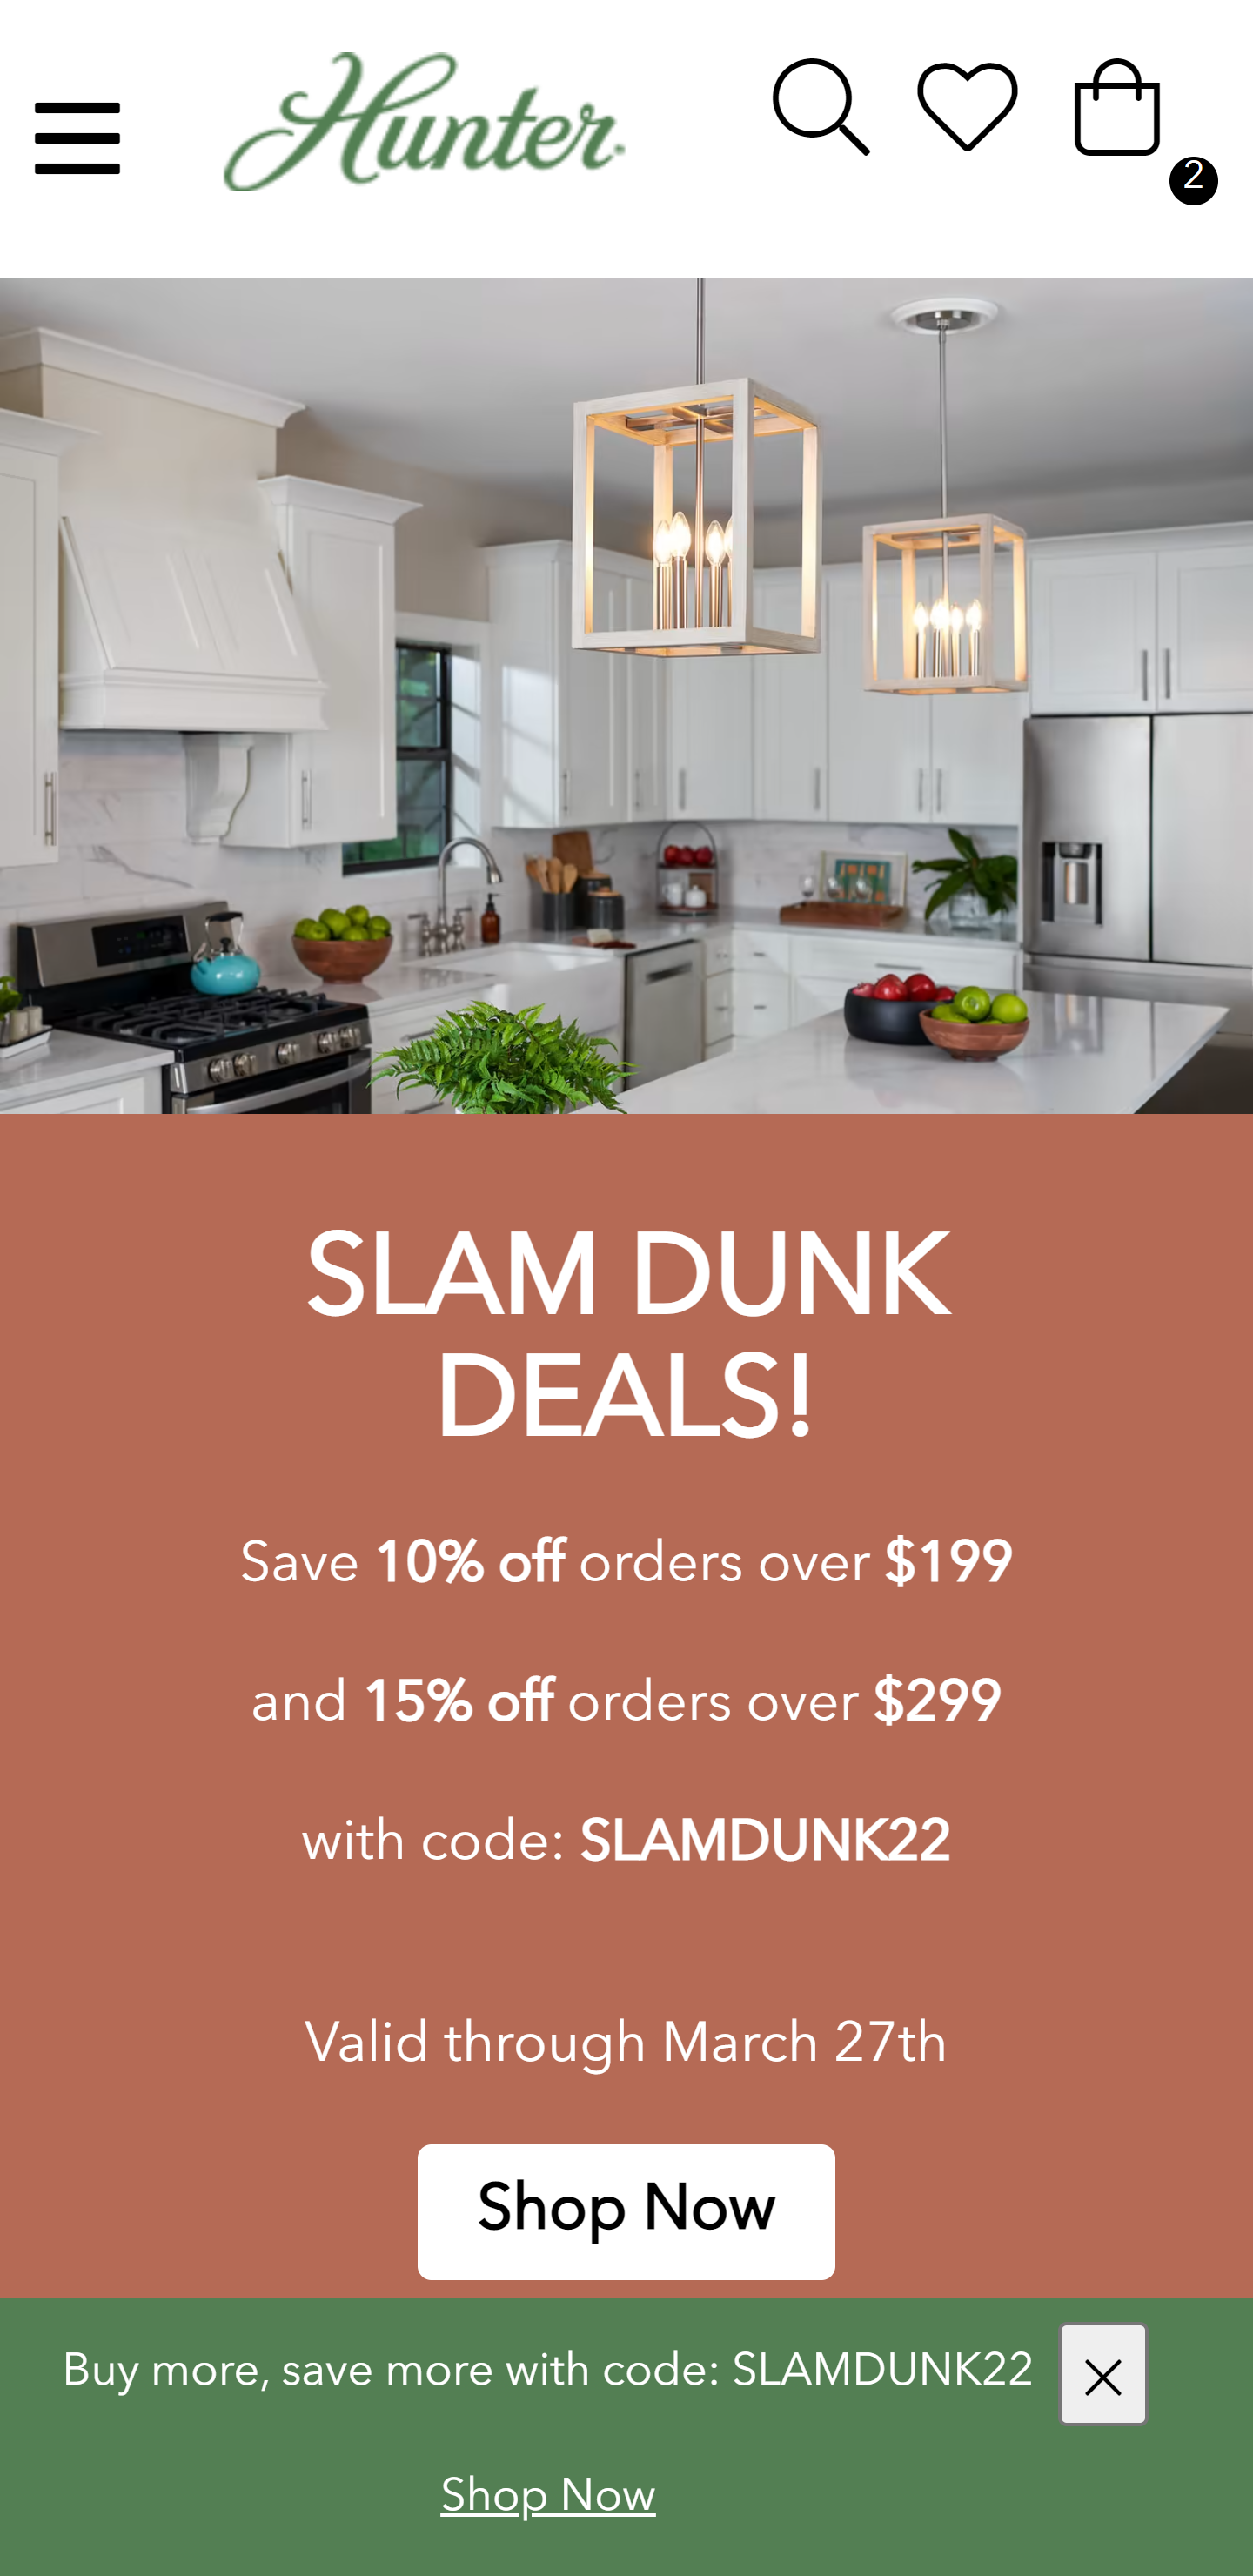 Hunter
2
SLAM DUNK
DEALS!
Save 10% off orders over $199
and 15% off orders over $299
with code: SLAMDUNK22
Valid through March 27th
Shop Now
Buy more, save more with code: SLAMDUNK22
Shop Now